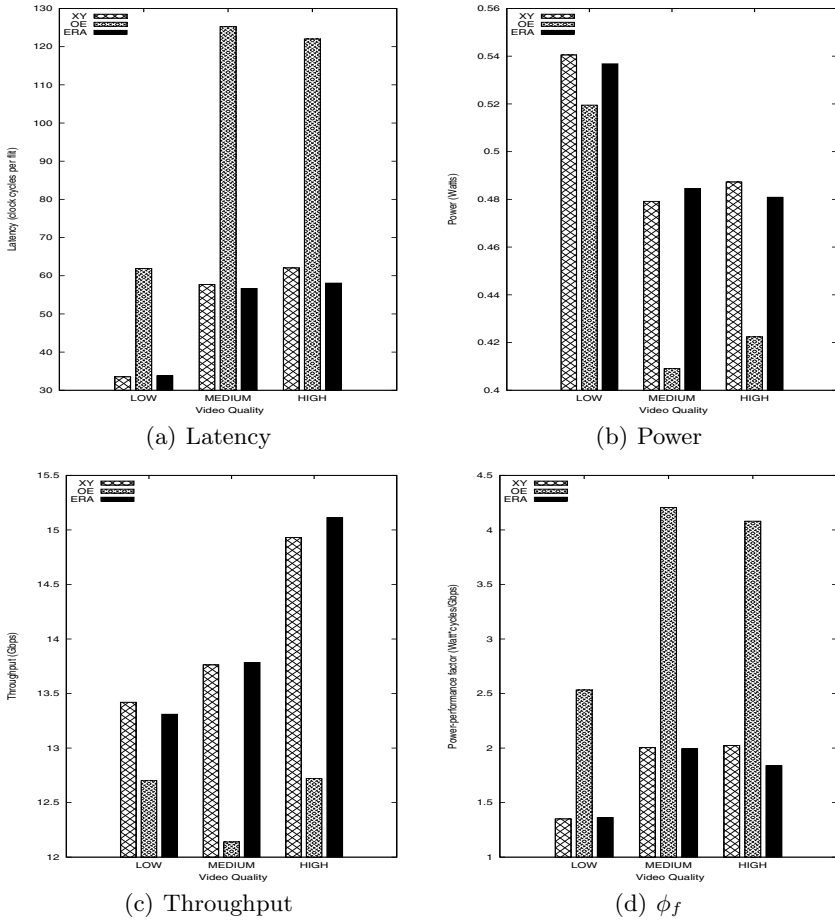 130
120
110
100
90
80
70
60
50
40
30
Latency (clock cycles per flit)
XY
OE
ERA
LOW MEDIUM HIGH
Video Quality
(a) Latency
0.56
0.54
0.52
0.5
0.48
0.46
0.44
0.42
0.4
Power (Watts)
XY
OE
ERA
LOW MEDIUM HIGH
Video Quality
(b) Power
15.5
15
14.5
14
13.5
13
12.5
12
Throughput (Gbps)
XY
OE
ERA
LOW MEDIUM HIGH
Video Quality
(c) Throughput
4.5
4
3.5
3
2.5
2
1.5
1
Power-performance factor (Watt*cycles/Gbps)
XY
OE
ERA
LOW MEDIUM HIGH
Video Quality
(d) ϕ_f